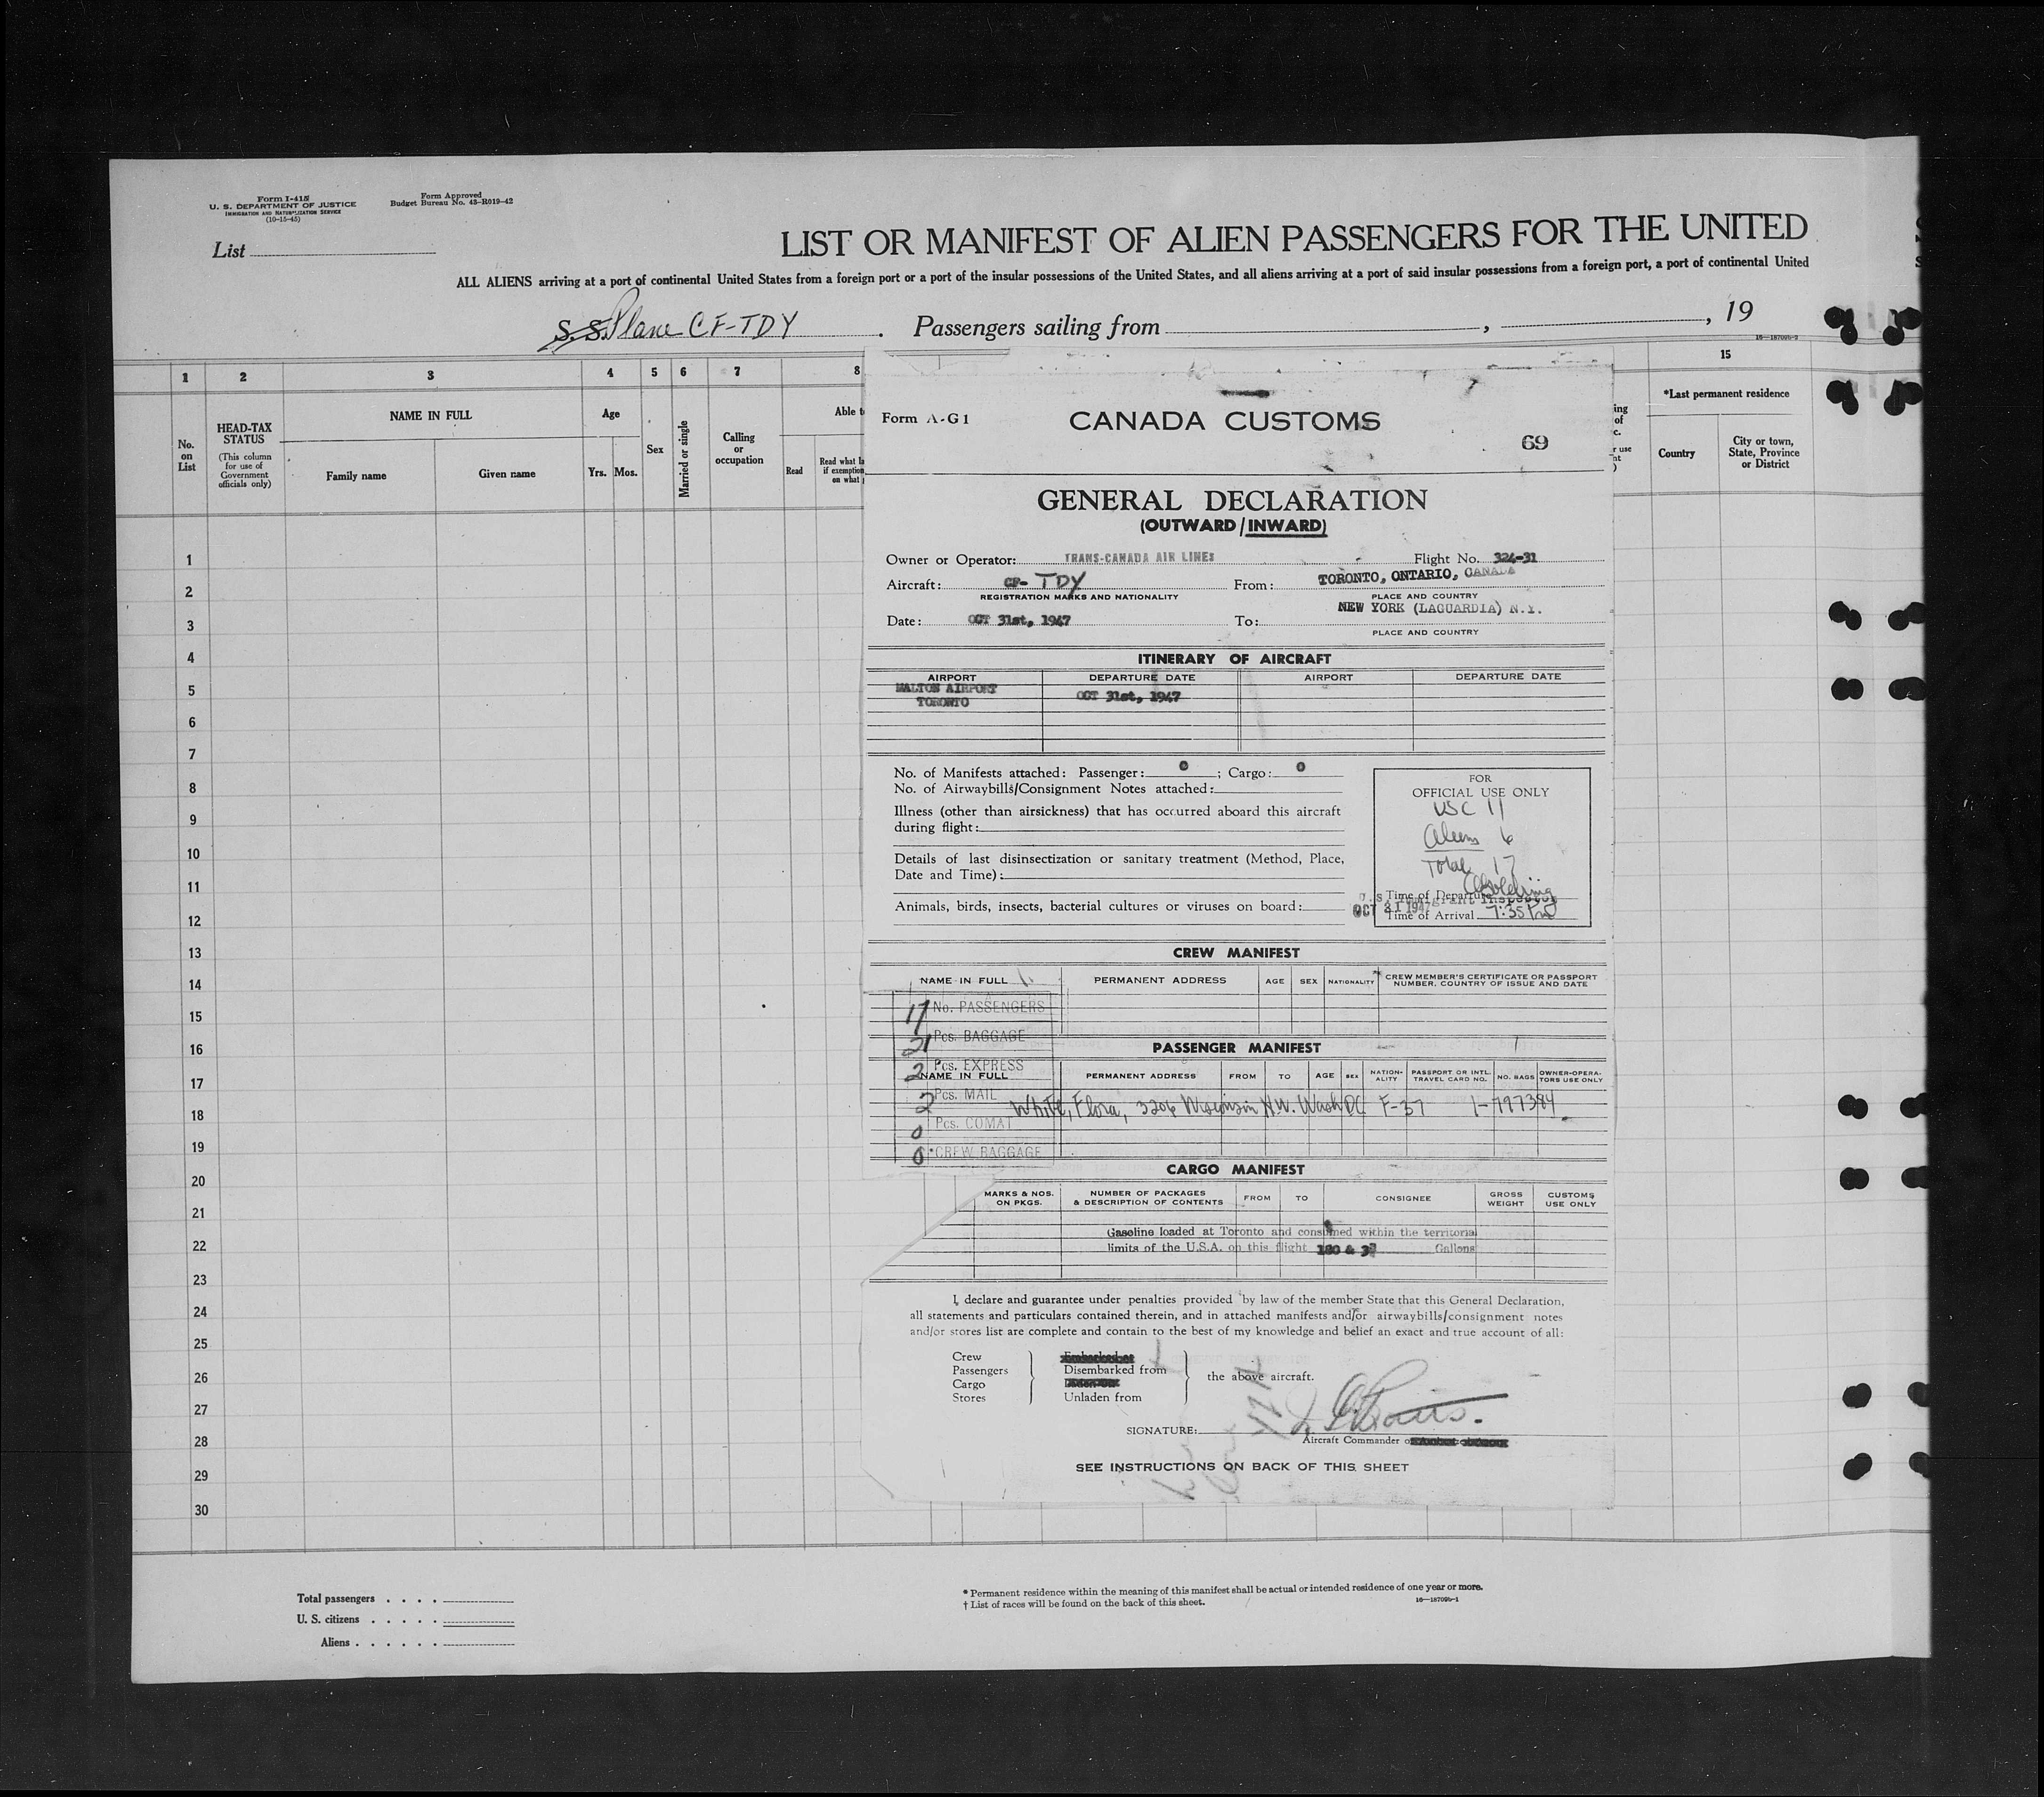 Form I-415
U. S. DEPARTMENT OF JUSTICE
IMMIGRATION AND NATURALIZATION SERVICE
(10-15-45)
Form Approved
Budget Bureau No. 43-R019-42
List
LIST OR MANIFEST OF ALIEN PASSENGERS FOR THE UNITED
ALL ALIENS arriving at a port of continental United States from a foreign port or a port of the insular possessions of the United States, and all aliens arriving at a port of said insular possessions from a foreign port, a port of continental United
S. S. Plane CF-TDY . Passengers sailing from , , 19
1 2 3 4 5 6 7 8 15
No. on List
HEAD-TAX STATUS
(This column for use of Government officials only)
NAME IN FULL
Family name Given name
Age
Yrs. Mos.
Sex
Married or single
Calling or occupation
Read
*Last permanent residence
Country
City or town, State, Province or District
1
2
3
4
5
6
7
8
9
10
11
12
13
14
15
16
17
18
19
20
21
22
23
24
25
26
27
28
29
30
Form A-G1
CANADA CUSTOMS
69
GENERAL DECLARATION
(OUTWARD/INWARD)
Owner or Operator: TRANS-CANADA AIR LINES Flight No. 324-31
Aircraft: CF- TDY From: TORONTO, ONTARIO, CANADA
REGISTRATION MARKS AND NATIONALITY PLACE AND COUNTRY
Date: OCT 31st, 1947 To: NEW YORK (LAGUARDIA) N.Y.
PLACE AND COUNTRY
ITINERARY OF AIRCRAFT
AIRPORT DEPARTURE DATE AIRPORT DEPARTURE DATE
MALTON AIRPORT
TORONTO OCT 31st, 1947
No. of Manifests attached: Passenger: 0 ; Cargo: 0
No. of Airwaybills/Consignment Notes attached:
Illness (other than airsickness) that has occurred aboard this aircraft
during flight:
Details of last disinsectization or sanitary treatment (Method, Place,
Date and Time):
Animals, birds, insects, bacterial cultures or viruses on board:
FOR
OFFICIAL USE ONLY
USC 11
Aliens 6
Total 17
Time of Departure
OCT 31 1947
Time of Arrival 7:35 PM
CREW MANIFEST
NAME IN FULL PERMANENT ADDRESS AGE SEX NATIONALITY CREW MEMBER'S CERTIFICATE OR PASSPORT NUMBER, COUNTRY OF ISSUE AND DATE
17 No. PASSENGERS
21 Pcs. BAGGAGE
PASSENGER MANIFEST
2 Pcs. EXPRESS
NAME IN FULL PERMANENT ADDRESS FROM TO AGE SEX NATION-ALITY PASSPORT OR INTL. TRAVEL CARD NO. NO. BAGS OWNER-OPERA-TORS USE ONLY
2 Pcs. MAIL
White, Flora, 3206 Wisconsin N.W. Wash DC F-37 1-797384
0 Pcs. COMAT
0 CREW BAGGAGE
CARGO MANIFEST
MARKS & NOS. ON PKGS. NUMBER OF PACKAGES & DESCRIPTION OF CONTENTS FROM TO CONSIGNEE GROSS WEIGHT CUSTOMS USE ONLY
Gasoline loaded at Toronto and consumed within the territorial
limits of the U.S.A. on this flight Gallons
I, declare and guarantee under penalties provided by law of the member State that this General Declaration,
all statements and particulars contained therein, and in attached manifests and/or airwaybills/consignment notes
and/or stores list are complete and contain to the best of my knowledge and belief an exact and true account of all:
Crew
Passengers Disembarked from the above aircraft.
Cargo
Stores Unladen from
SIGNATURE:
Aircraft Commander
SEE INSTRUCTIONS ON BACK OF THIS SHEET
Total passengers . . . .
U. S. citizens . . . . .
Aliens . . . . . .
* Permanent residence within the meaning of this manifest shall be actual or intended residence of one year or more.
† List of races will be found on the back of this sheet.